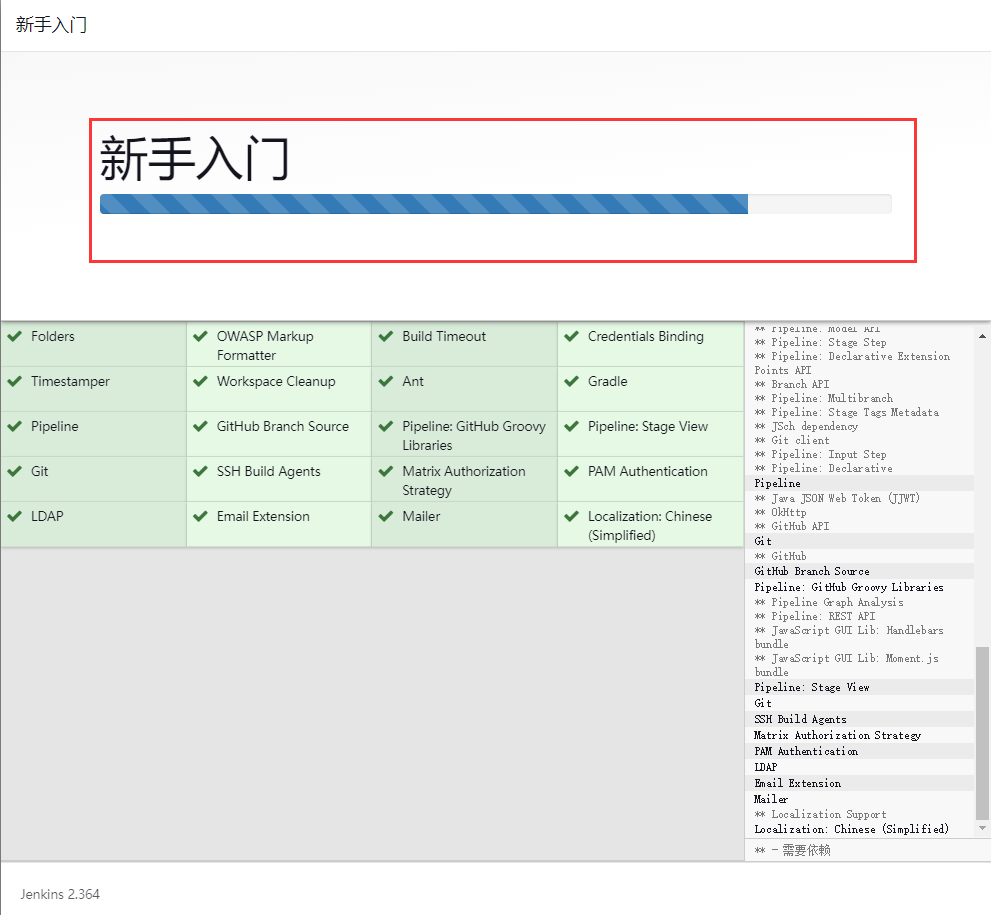 新手入门
新手入门
Folders
OWASP Markup
Formatter
Build Timeout
Credentials Binding
Timestamper
Workspace Cleanup
Ant
Gradle
Pipeline
GitHub Branch Source
Pipeline: GitHub Groovy
Libraries
Pipeline: Stage View
Git
SSH Build Agents
Matrix Authorization
Strategy
PAM Authentication
LDAP
Email Extension
Mailer
Localization: Chinese
(Simplified)
** Pipeline: Model API
** Pipeline: Stage Step
** Pipeline: Declarative Extension
Points API
** Branch API
** Pipeline: Multibranch
** Pipeline: Stage Tags Metadata
** JSch dependency
** Git client
** Pipeline: Input Step
** Pipeline: Declarative
Pipeline
** Java JSON Web Token (JJWT)
** OkHttp
** GitHub API
Git
** GitHub
GitHub Branch Source
Pipeline: GitHub Groovy Libraries
** Pipeline Graph Analysis
** Pipeline: REST API
** JavaScript GUI Lib: Handlebars
bundle
** JavaScript GUI Lib: Moment.js
bundle
Pipeline: Stage View
Git
SSH Build Agents
Matrix Authorization Strategy
PAM Authentication
LDAP
Email Extension
Mailer
** Localization Support
Localization: Chinese (Simplified)
** - 需要依赖
Jenkins 2.364